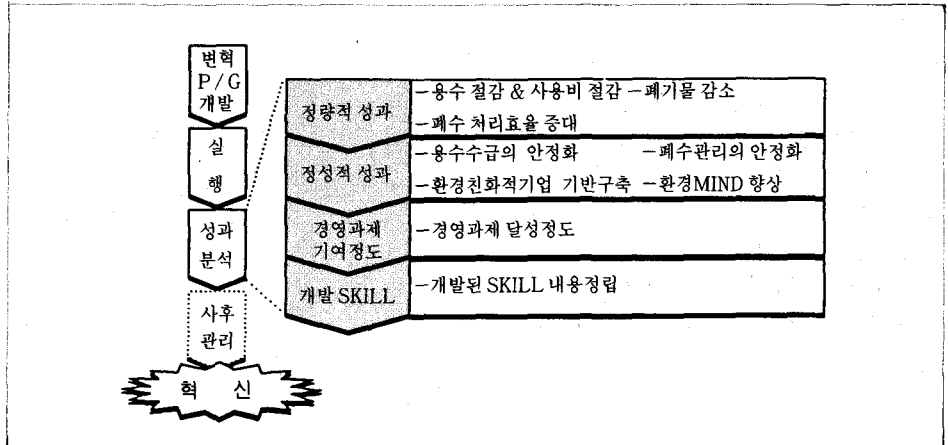 변혁
P/G
개발
실
행
성과
분석
사후
관리
혁 신
정량적 성과
-용수 절감 & 사용비 절감 -폐기물 감소
-폐수 처리효율 증대
정성적 성과
-용수수급의 안정화 -폐수관리의 안정화
-환경친화적기업 기반구축 -환경MIND 향상
경영과제
기여정도
-경영과제 달성정도
개발 SKILL
-개발된 SKILL 내용정립